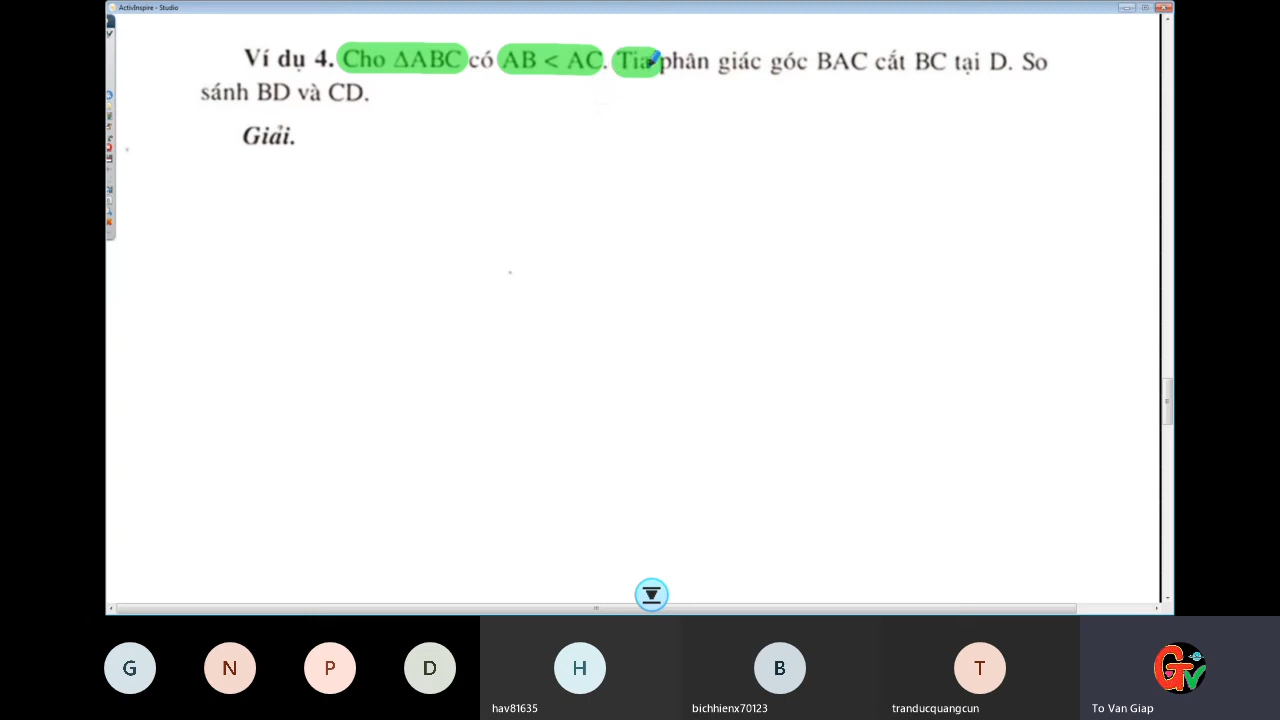 ActivInspire - Studio
Ví dụ 4. Cho ΔABC có AB < AC. Tia phân giác góc BAC cắt BC tại D. So
sánh BD và CD.
Giải.
G
N
P
D
H
B
T
GV
hav81635
bichhienx70123
tranducquangcun
To Van Giap